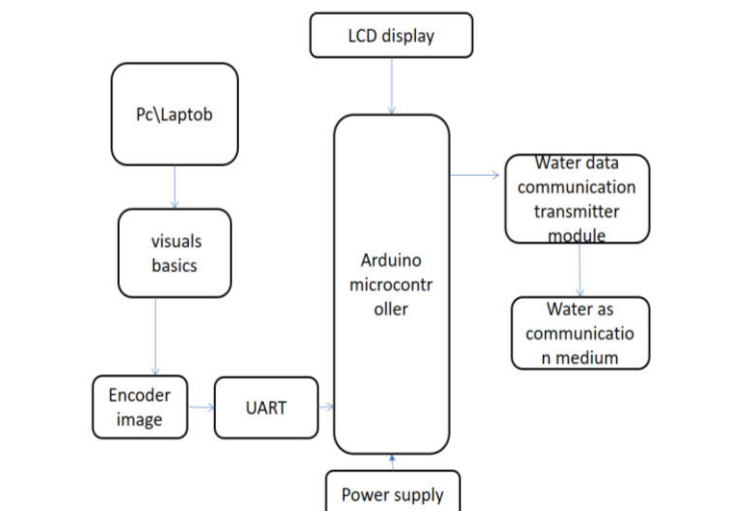 LCD display
Pc\Laptob
visuals
basics
Encoder
image
UART
Arduino
microcontr
oller
Power supply
Water data
communication
transmitter
module
Water as
communicatio
n medium